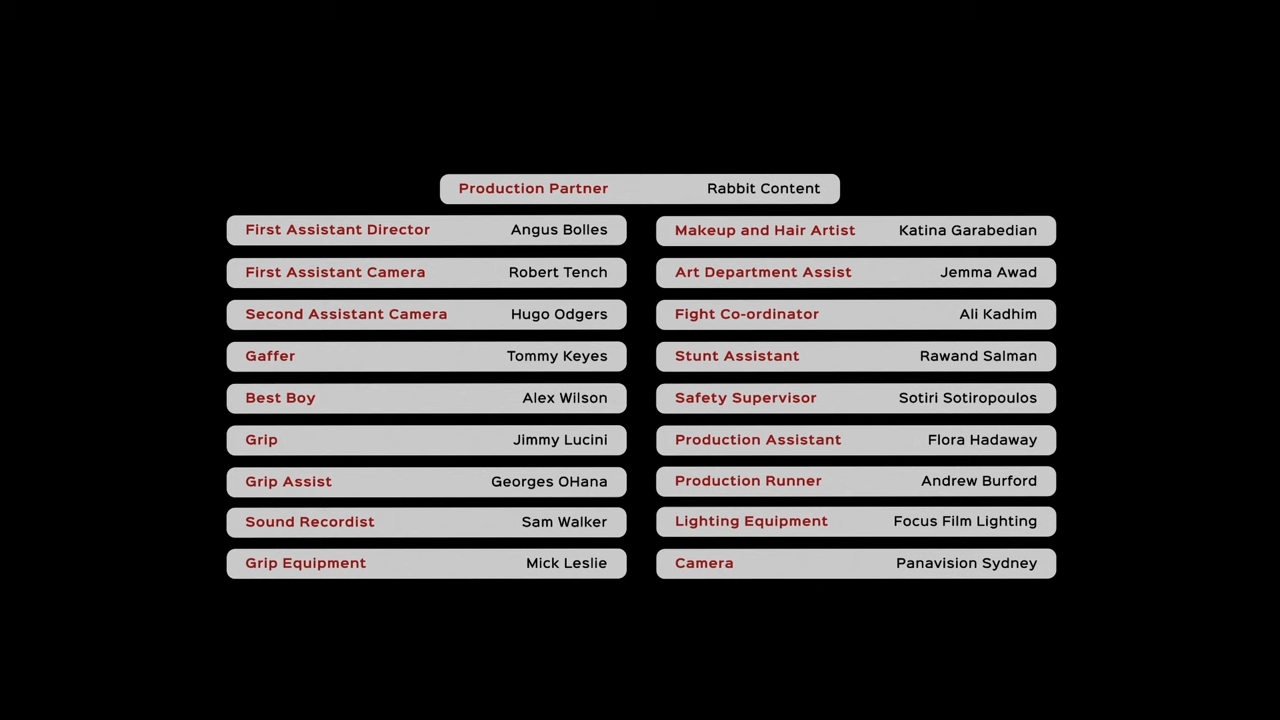 Production Partner Rabbit Content
First Assistant Director Angus Bolles
First Assistant Camera Robert Tench
Second Assistant Camera Hugo Odgers
Gaffer Tommy Keyes
Best Boy Alex Wilson
Grip Jimmy Lucini
Grip Assist Georges OHana
Sound Recordist Sam Walker
Grip Equipment Mick Leslie
Makeup and Hair Artist Katina Garabedian
Art Department Assist Jemma Awad
Fight Co-ordinator Ali Kadhim
Stunt Assistant Rawand Salman
Safety Supervisor Sotiri Sotiropoulos
Production Assistant Flora Hadaway
Production Runner Andrew Burford
Lighting Equipment Focus Film Lighting
Camera Panavision Sydney